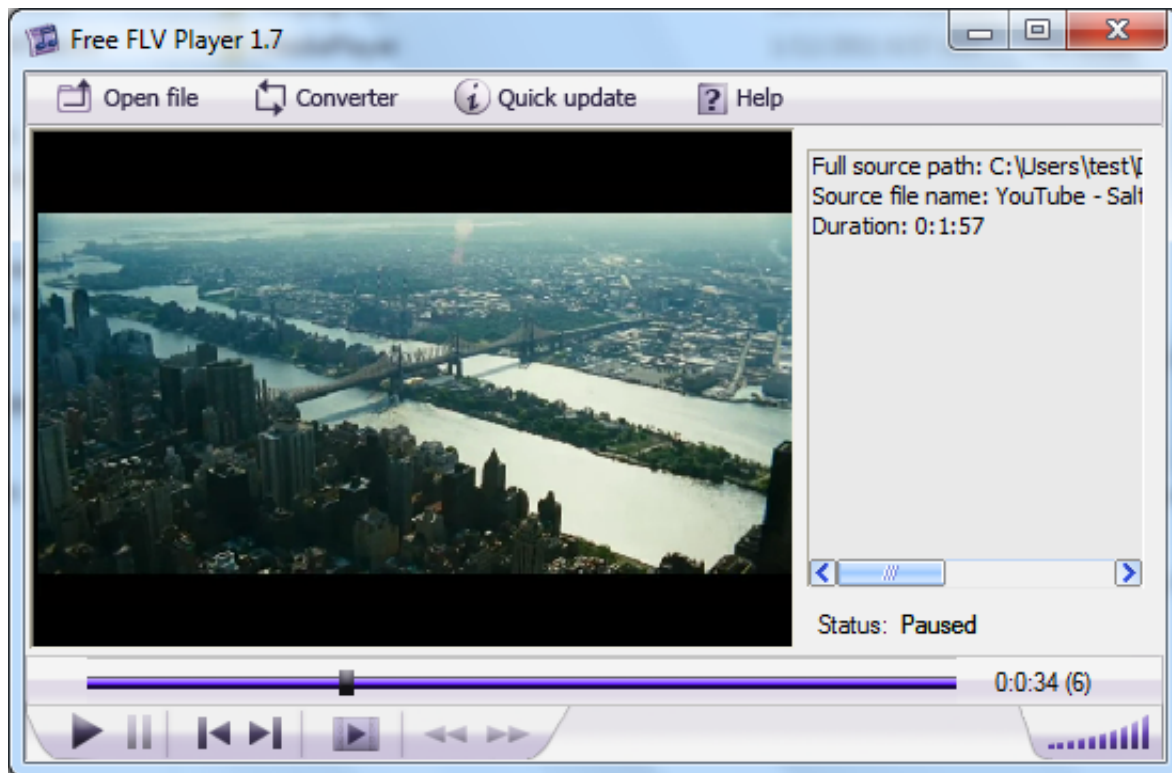 Free FLV Player 1.7
Open file Converter Quick update Help
Full source path: C:\Users\test\
Source file name: YouTube - Salt
Duration: 0:1:57
Status: Paused
0:0:34 (6)